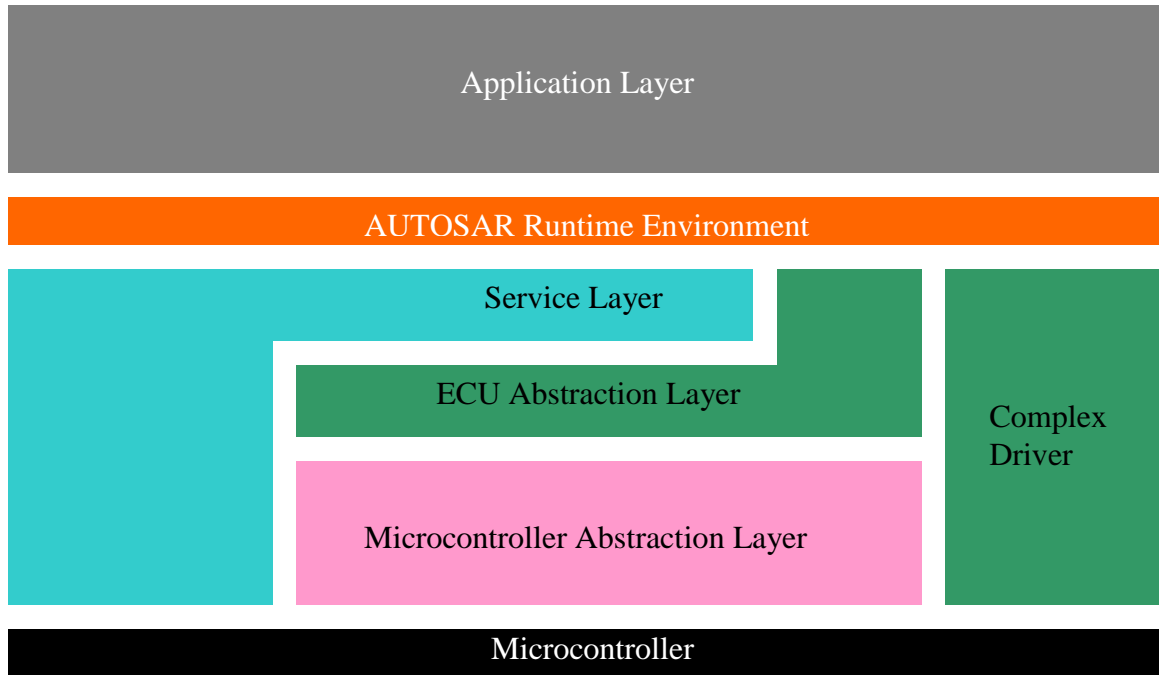 Application Layer
AUTOSAR Runtime Environment
Service Layer
ECU Abstraction Layer
Complex
Driver
Microcontroller Abstraction Layer
Microcontroller